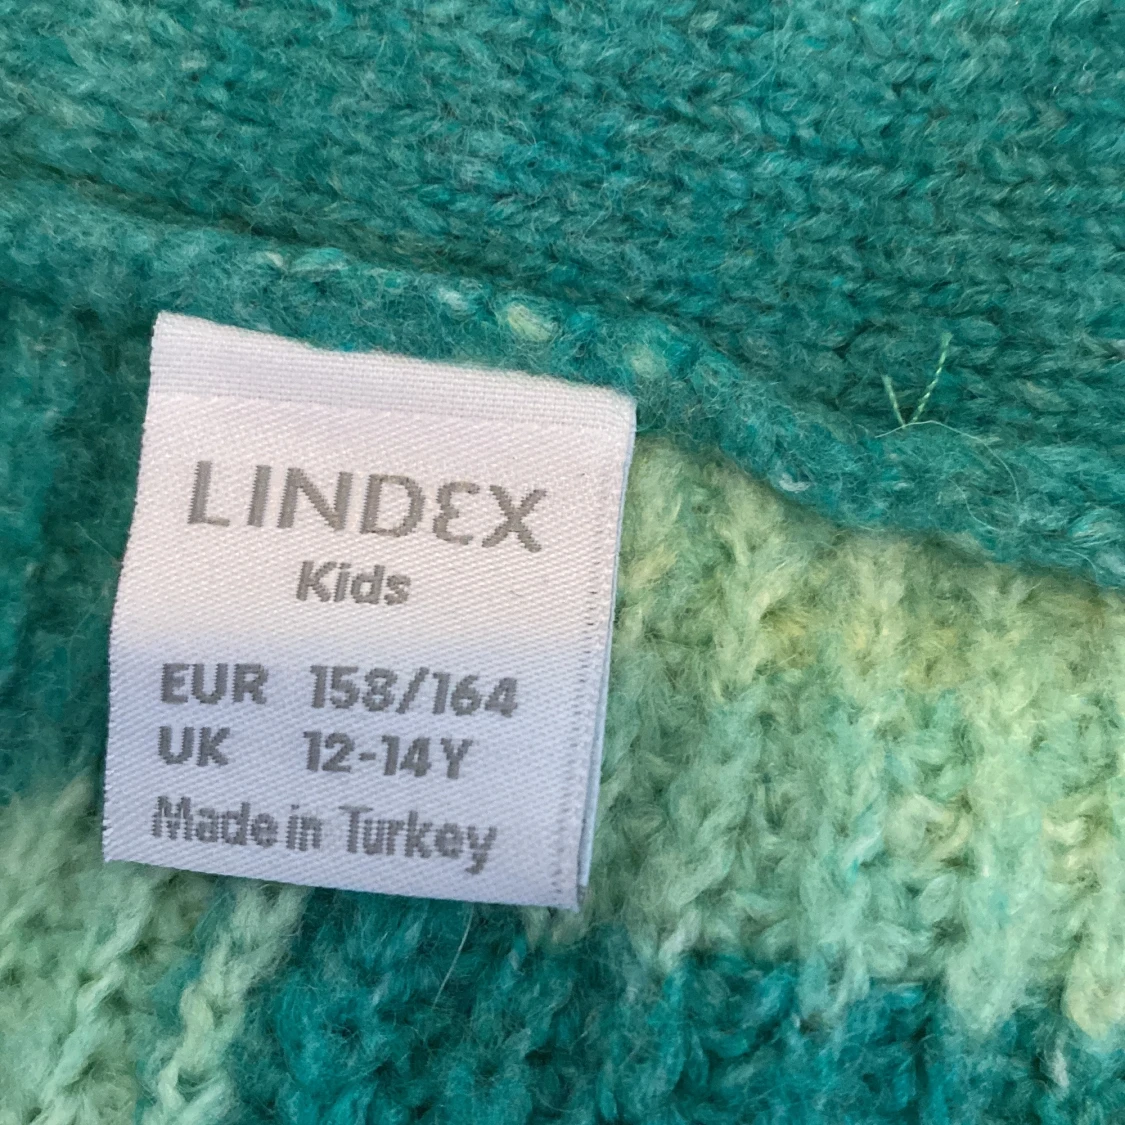 LINDEX
Kids
EUR 158/164
UK 12-14Y
Made in Turkey